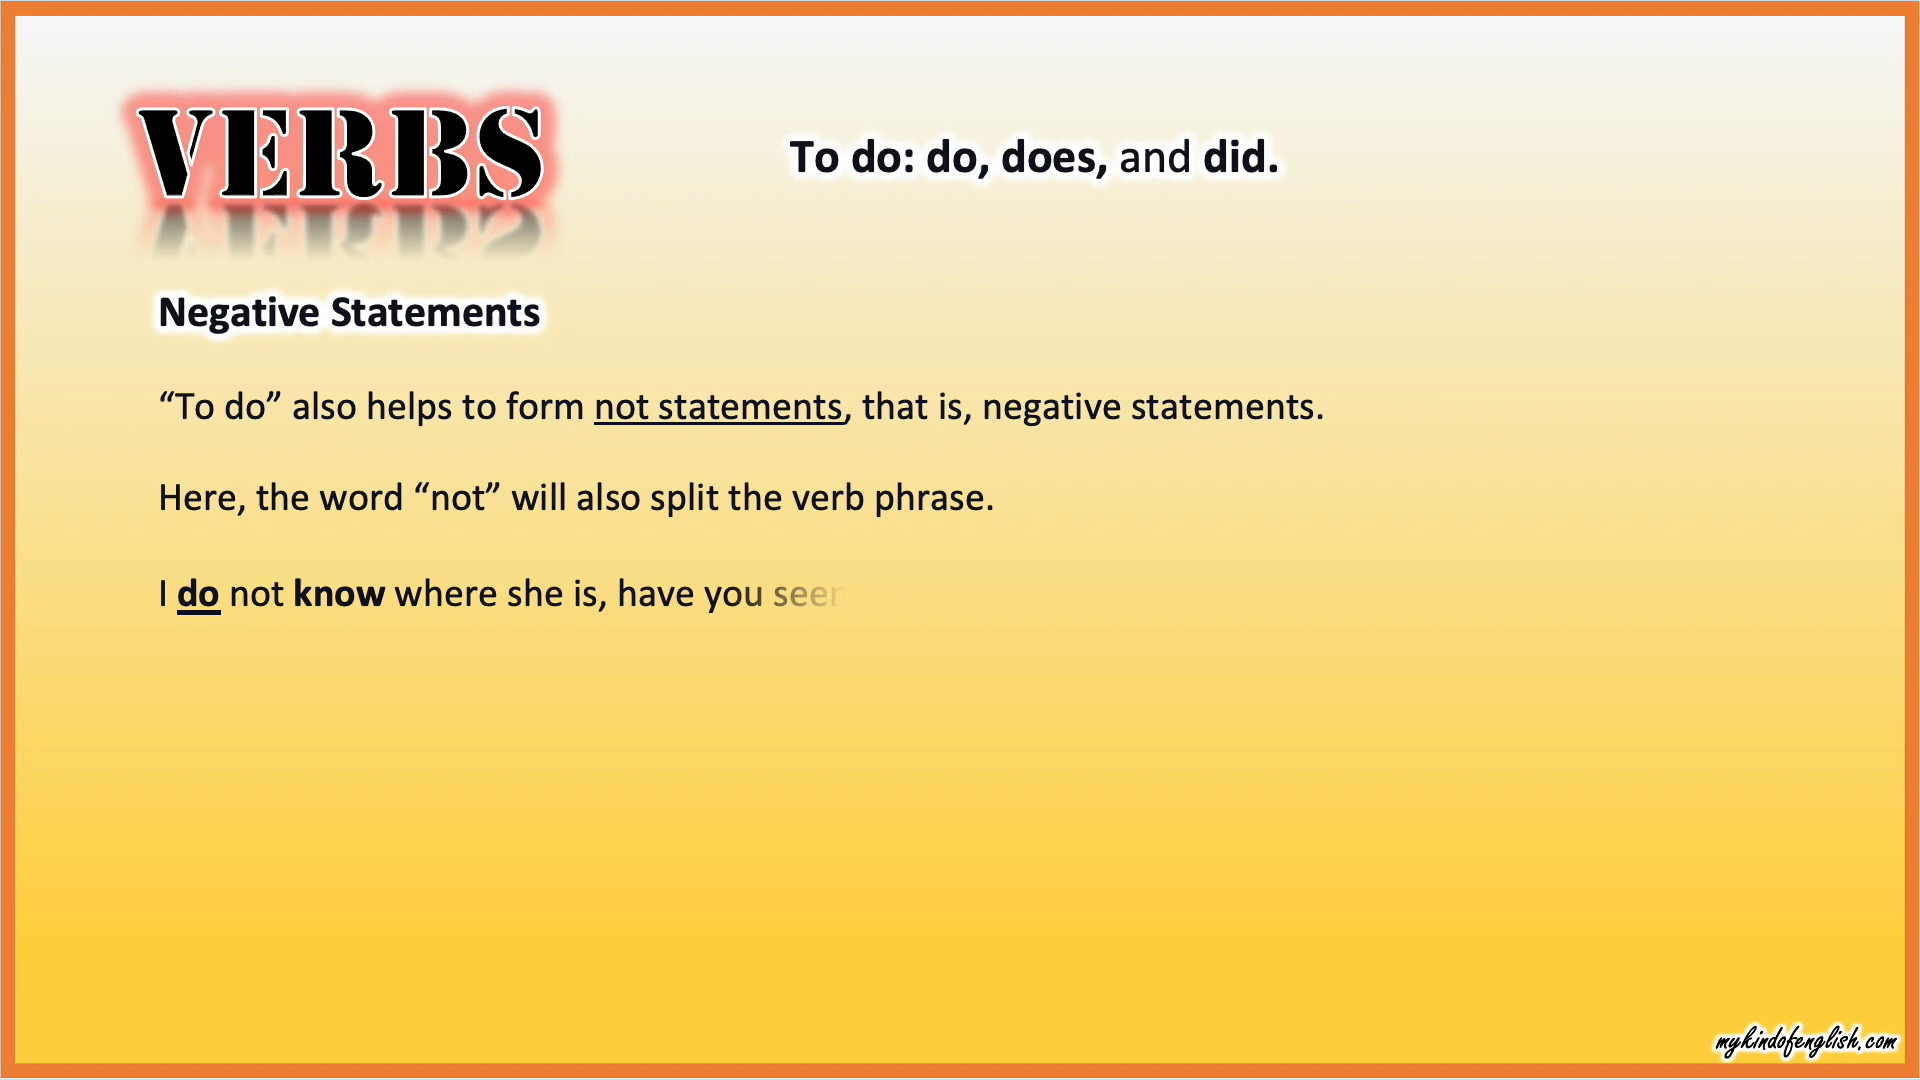 VERBS
To do: do, does, and did.
Negative Statements
“To do” also helps to form not statements, that is, negative statements.
Here, the word “not” will also split the verb phrase.
I do not know where she is, have you seen
mykindofenglish.com